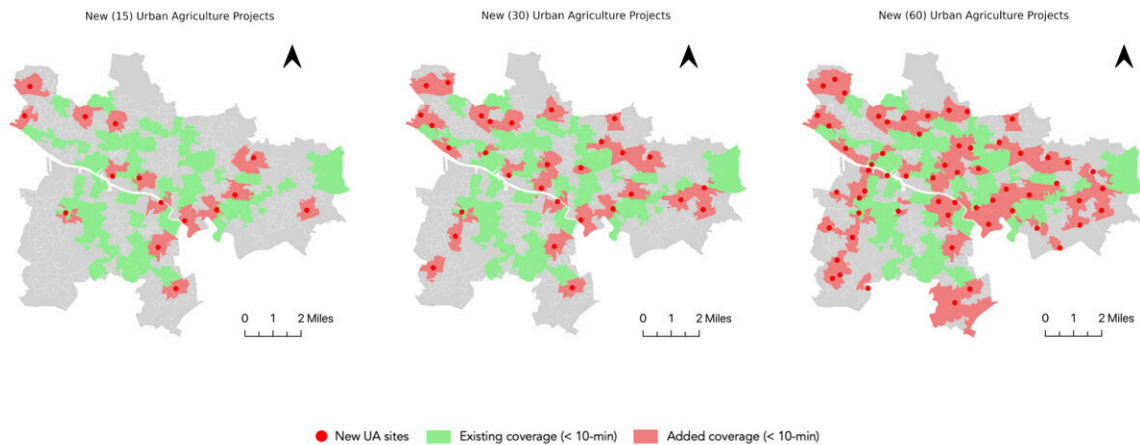 New (15) Urban Agriculture Projects
New (30) Urban Agriculture Projects
New (60) Urban Agriculture Projects
0 1 2 Miles
0 1 2 Miles
0 1 2 Miles
New UA sites
Existing coverage (< 10-min)
Added coverage (< 10-min)